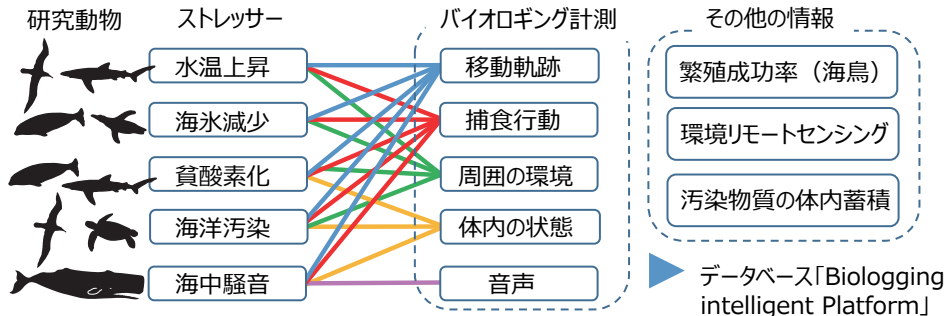 研究動物
ストレッサー
バイオロギング計測
その他の情報
水温上昇
海氷減少
貧酸素化
海洋汚染
海中騒音
移動軌跡
捕食行動
周囲の環境
体内の状態
音声
繁殖成功率（海鳥）
環境リモートセンシング
汚染物質の体内蓄積
データベース「Biologging
intelligent Platform」